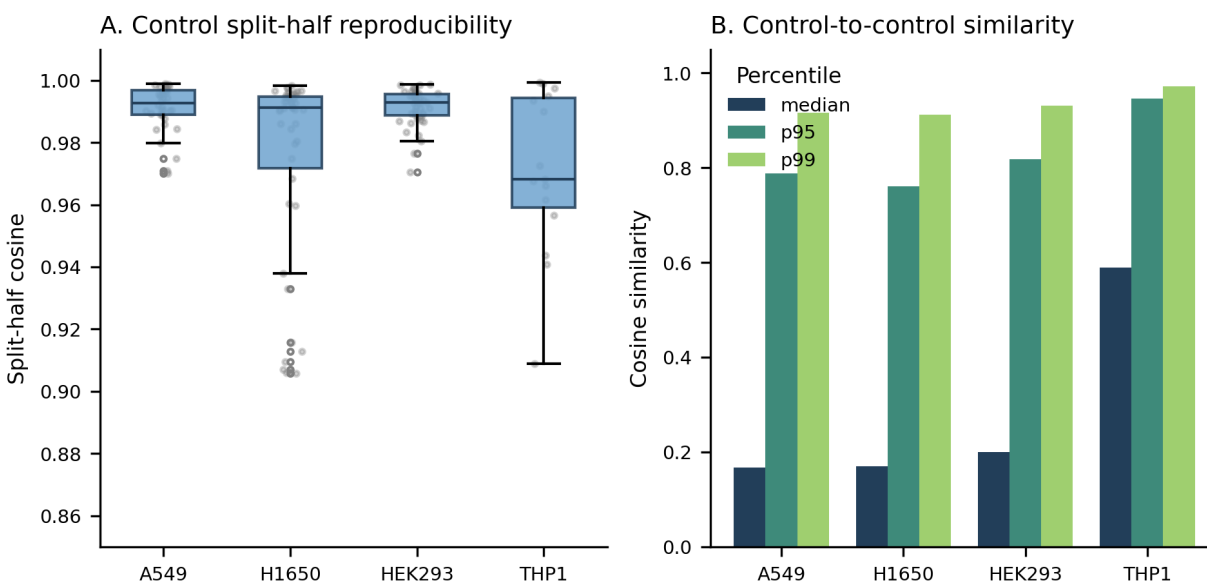 A. Control split-half reproducibility
Split-half cosine
1.00
0.98
0.96
0.94
0.92
0.90
0.88
0.86
A549 H1650 HEK293 THP1
B. Control-to-control similarity
Cosine similarity
1.0
0.8
0.6
0.4
0.2
0.0
Percentile
median
p95
p99
A549 H1650 HEK293 THP1